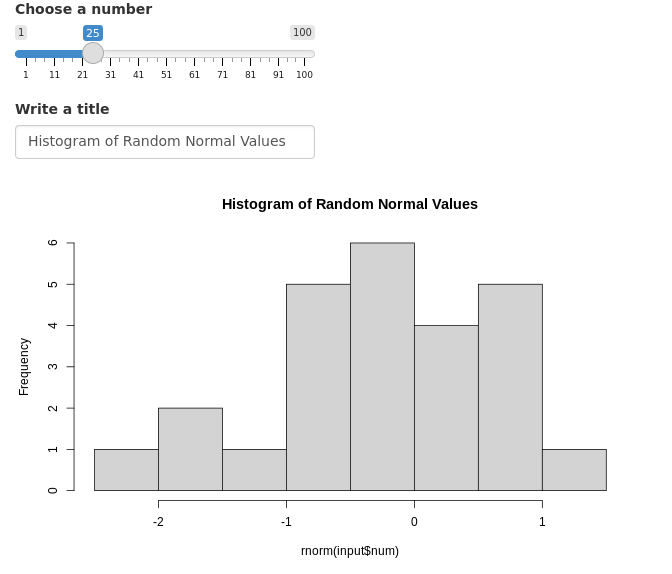 Choose a number
1 25 100
1 11 21 31 41 51 61 71 81 91 100
Write a title
Histogram of Random Normal Values
Histogram of Random Normal Values
Frequency
6
5
4
3
2
1
0
-2 -1 0 1
rnorm(input$num)